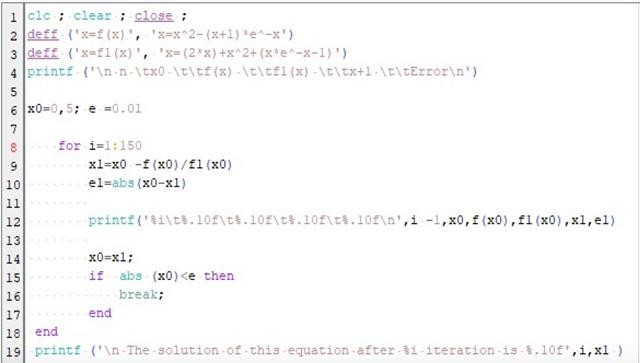 1 clc ; clear ; close ;
2 deff ('x=f(x)', 'x=x^2-(x+1)*e^-x')
3 deff ('x=f1(x)', 'x=(2*x)+x^2+(x*e^-x-1)')
4 printf ('\n n \tx0 \t\tf(x) \t\tf1(x) \t\tx+1 \t\tError\n')
5
6 x0=0,5; e =0.01
7
8 for i=1:150
9 x1=x0 -f(x0)/f1(x0)
10 e1=abs(x0-x1)
11
12 printf('%i\t%.10f\t%.10f\t%.10f\t%.10f\n',i -1,x0,f(x0),f1(x0),x1,e1)
13
14 x0=x1;
15 if abs (x0)<e then
16 break;
17 end
18 end
19 printf ('\n The solution of this equation after %i iteration is %.10f',i,x1 )